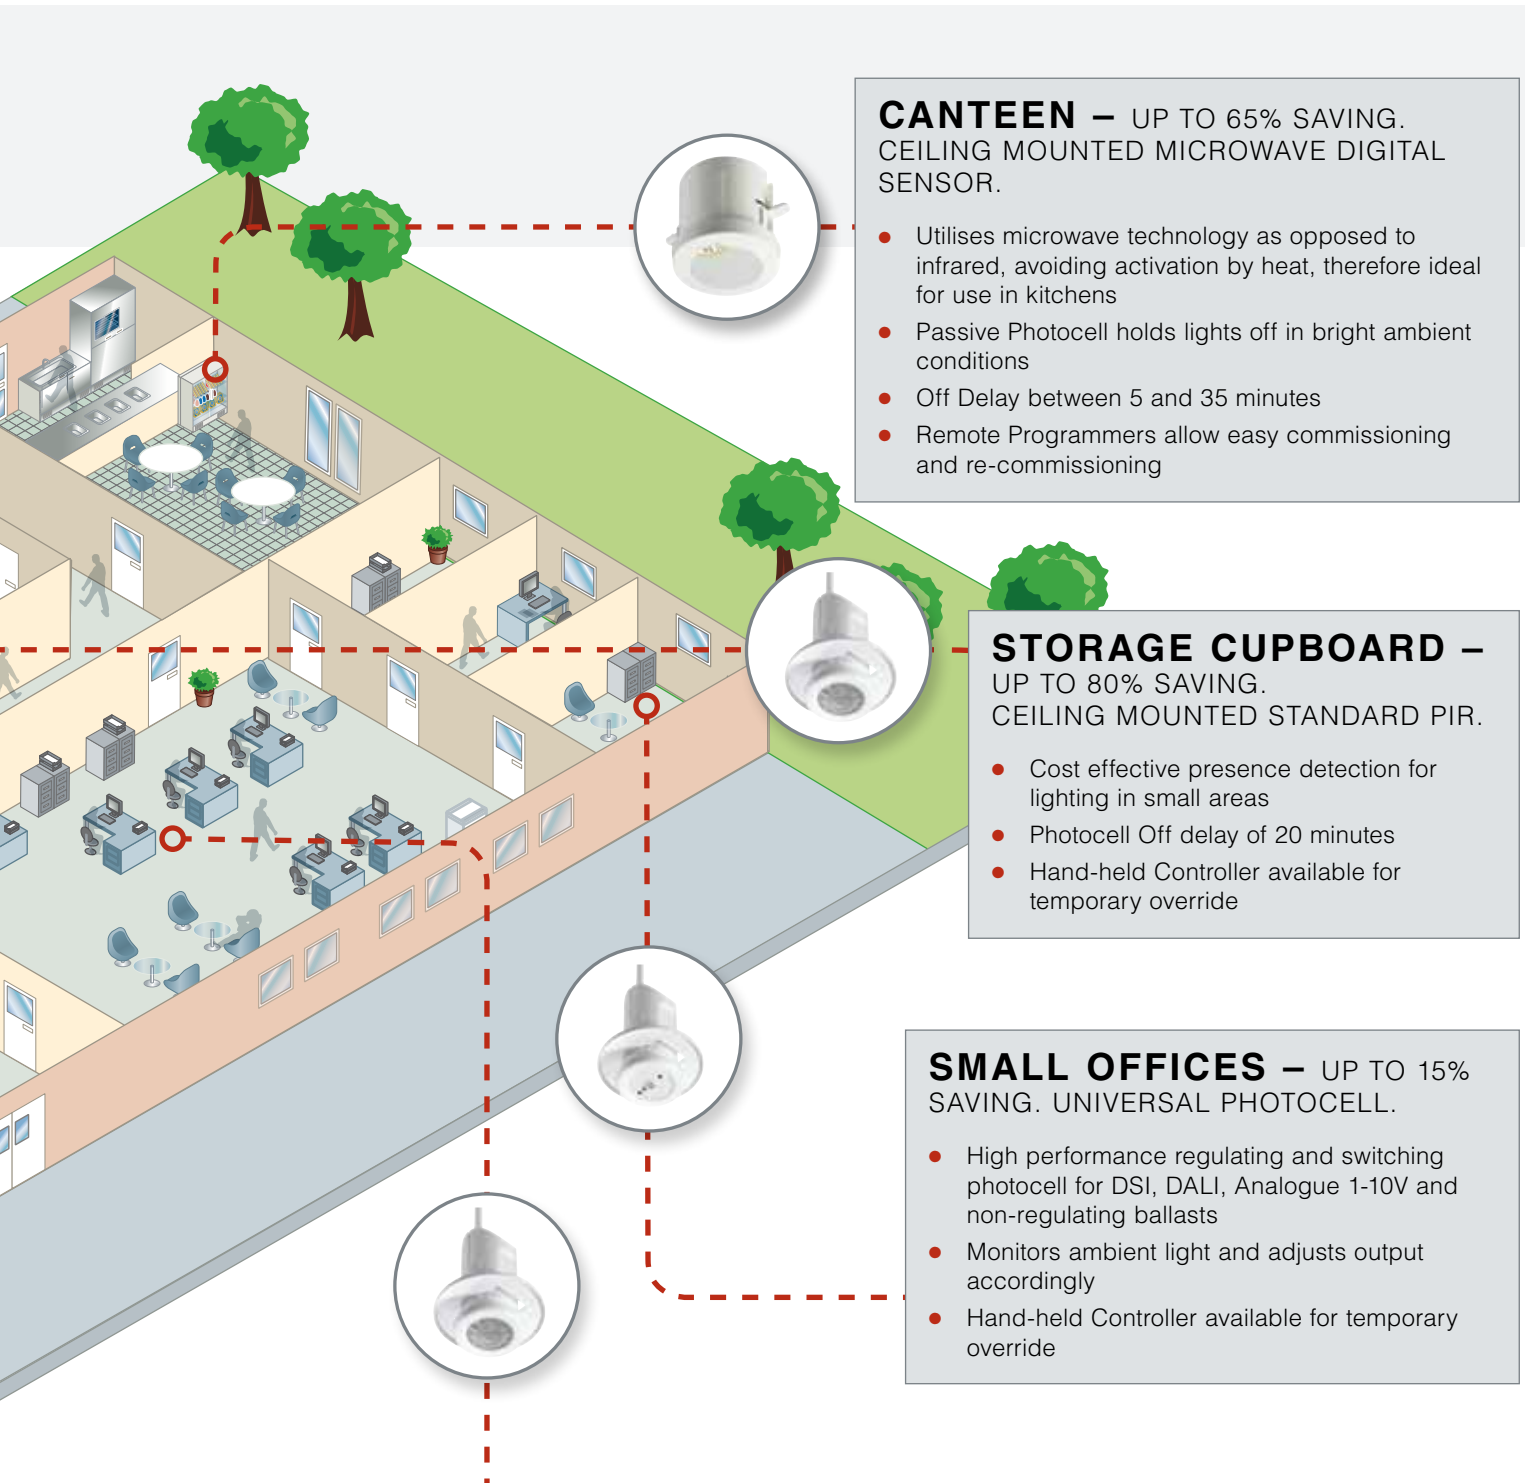 CANTEEN – UP TO 65% SAVING.
CEILING MOUNTED MICROWAVE DIGITAL
SENSOR.
● Utilises microwave technology as opposed to
infrared, avoiding activation by heat, therefore ideal
for use in kitchens
● Passive Photocell holds lights off in bright ambient
conditions
● Off Delay between 5 and 35 minutes
● Remote Programmers allow easy commissioning
and re-commissioning
STORAGE CUPBOARD –
UP TO 80% SAVING.
CEILING MOUNTED STANDARD PIR.
● Cost effective presence detection for
lighting in small areas
● Photocell Off delay of 20 minutes
● Hand-held Controller available for
temporary override
SMALL OFFICES – UP TO 15%
SAVING. UNIVERSAL PHOTOCELL.
● High performance regulating and switching
photocell for DSI, DALI, Analogue 1-10V and
non-regulating ballasts
● Monitors ambient light and adjusts output
accordingly
● Hand-held Controller available for temporary
override